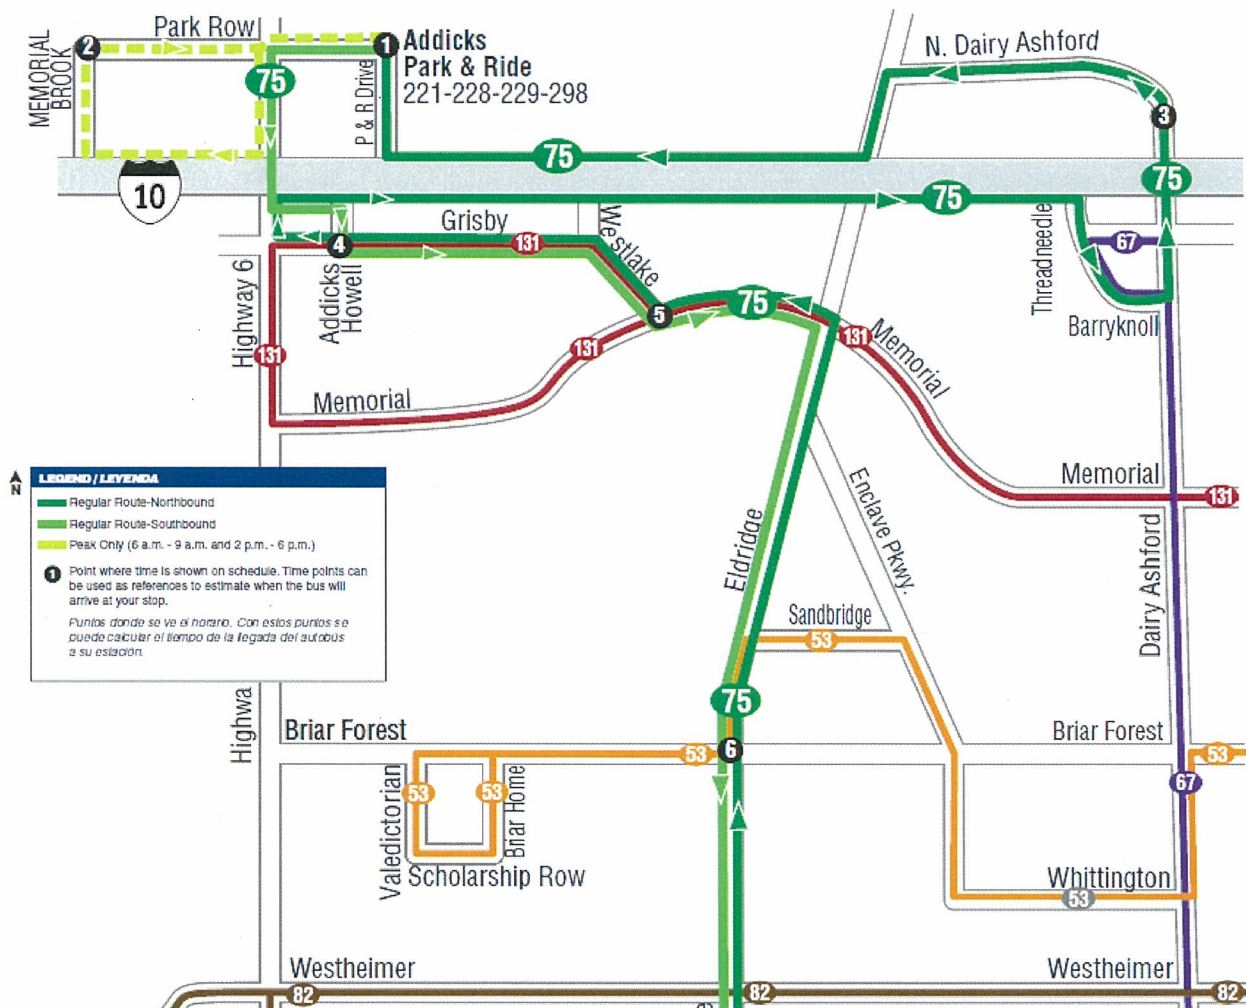 Park Row
MEMORIAL
BROOK
2
1
Addicks
Park & Ride
221-228-229-298
P & R Drive
75
N. Dairy Ashford
3
75
75
75
10
Grisby
Westlake
131
4
Addicks
Howell
Highway 6
5
75
Threadneedle
67
Barryknoll
131
131
131
Memorial
Memorial
Memorial
131
N
LEGEND / LEYENDA
Regular Route-Northbound
Regular Route-Southbound
Peak Only (6 a.m. - 9 a.m. and 2 p.m. - 6 p.m.)
1 Point where time is shown on schedule. Time points can
be used as references to estimate when the bus will
arrive at your stop.
Puntos donde se ve el horario. Con estos puntos se
puede calcular el tiempo de la llegada del autobús
a su estación.
Enclave Pkwy.
Eldridge
Dairy Ashford
Sandbridge
53
75
6
Highwa
Briar Forest
Briar Forest
53
53
67
Valedictorian
53
53
Briar Home
Scholarship Row
Whittington
53
Westheimer
Westheimer
82
82
82